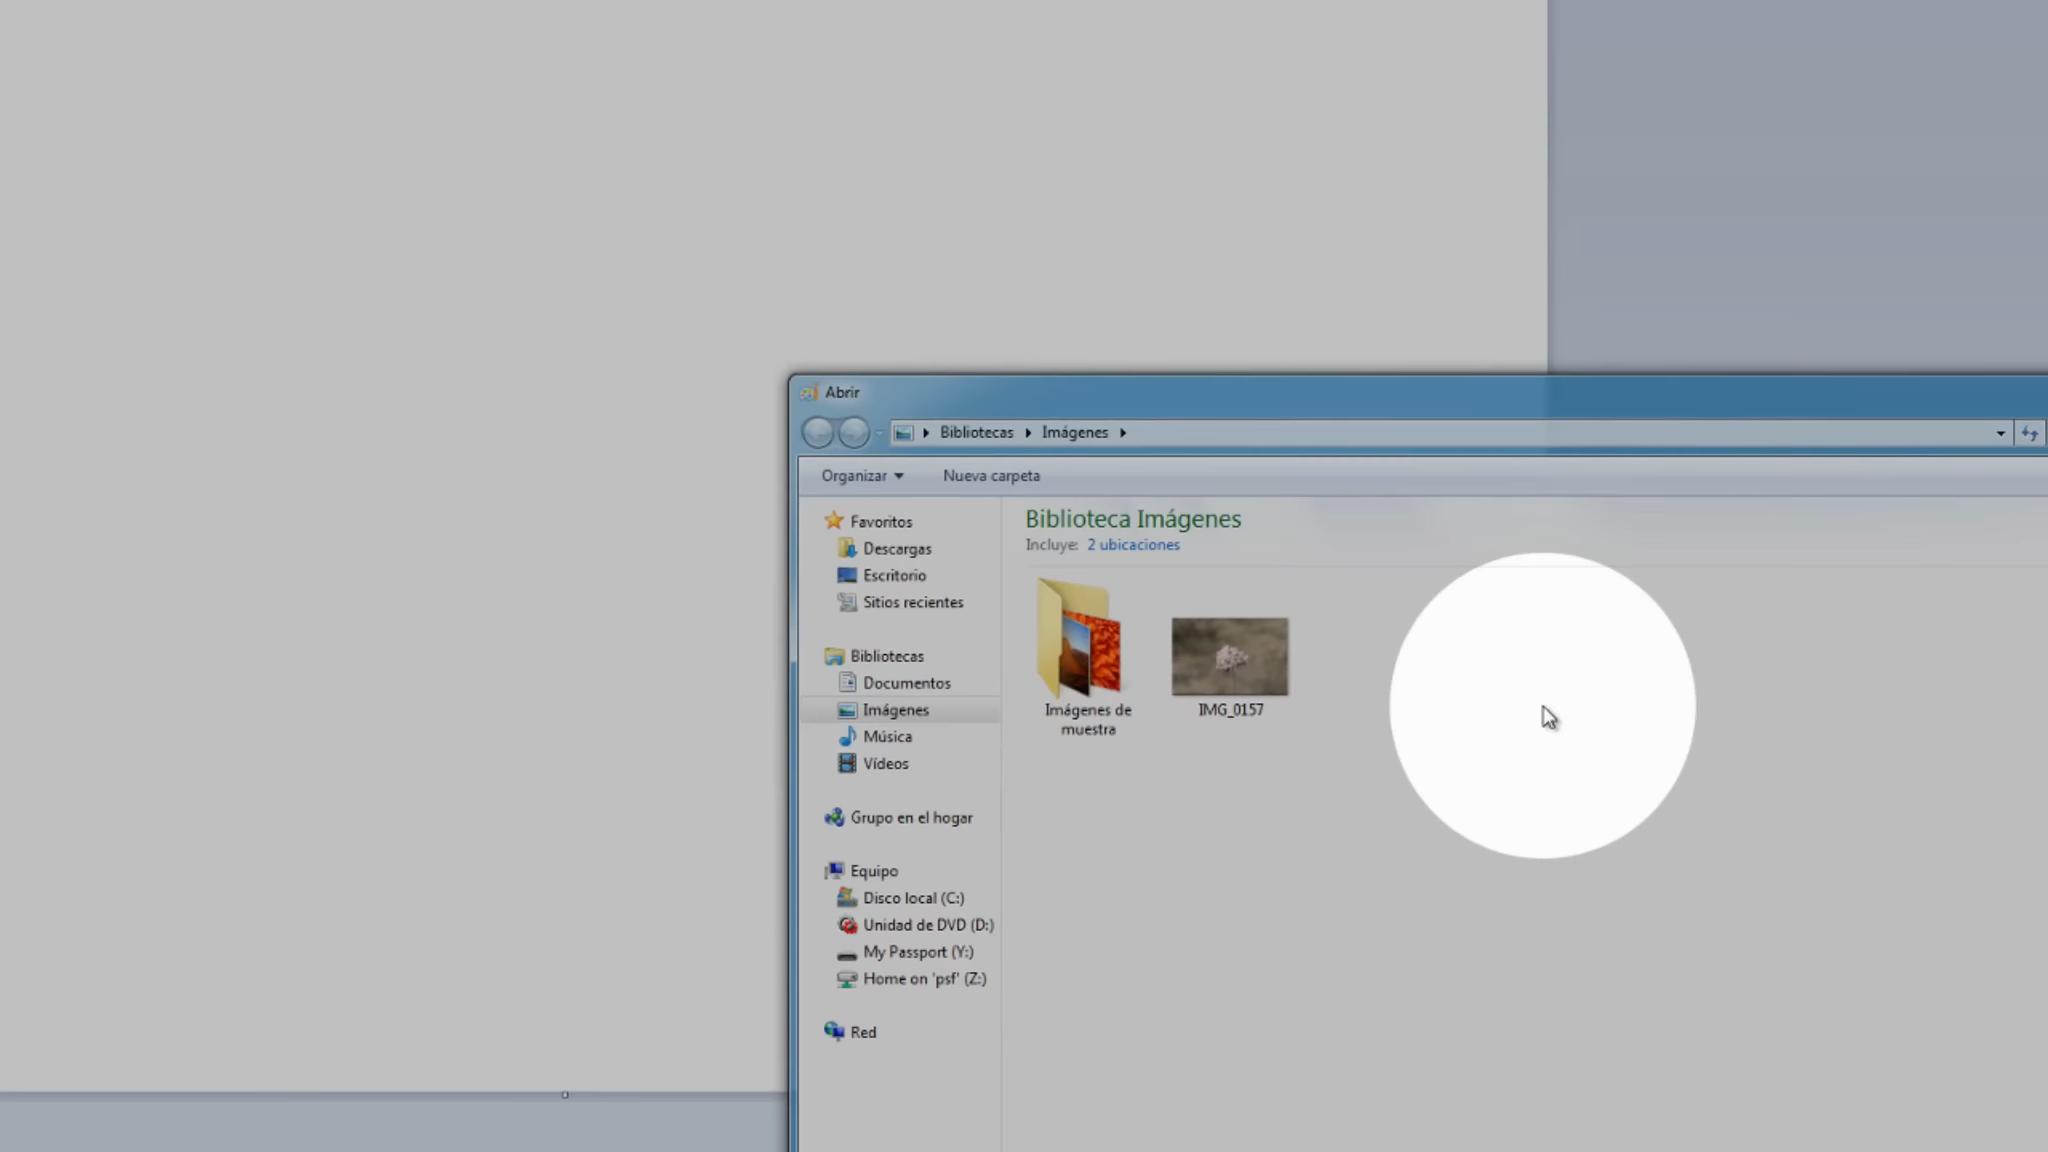 Abrir
Bibliotecas Imágenes
Organizar Nueva carpeta
Favoritos
Descargas
Escritorio
Sitios recientes
Bibliotecas
Documentos
Imágenes
Música
Vídeos
Grupo en el hogar
Equipo
Disco local (C:)
Unidad de DVD (D:)
My Passport (Y:)
Home on 'psf' (Z:)
Red
Biblioteca Imágenes
Incluye: 2 ubicaciones
Imágenes de
muestra
IMG_0157